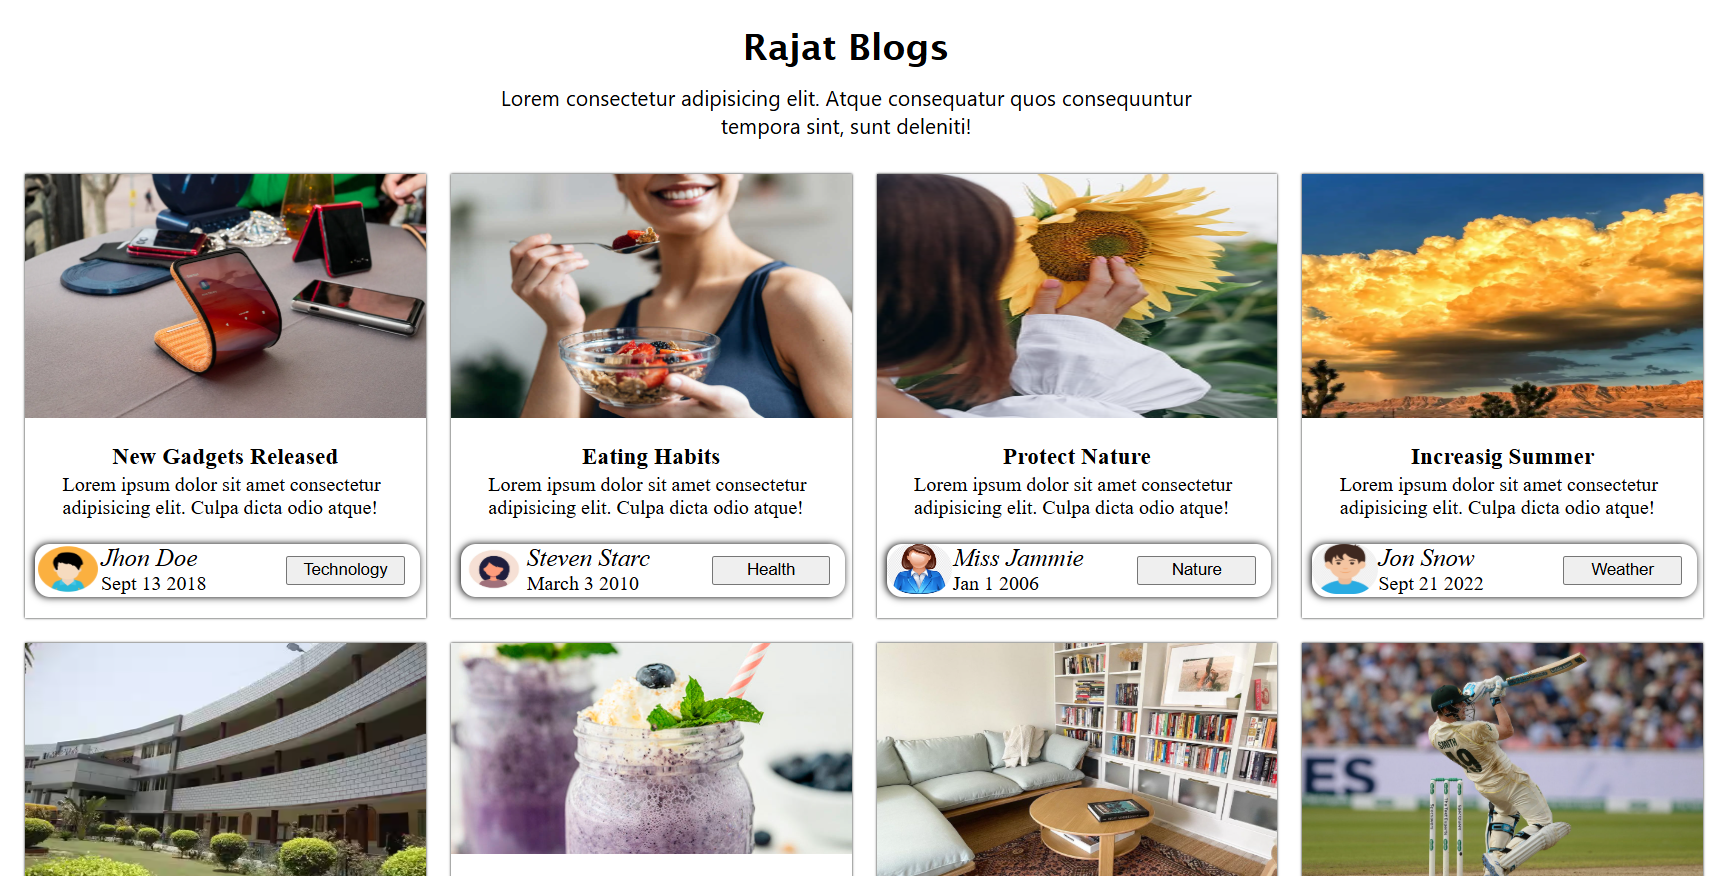 Rajat Blogs
Lorem consectetur adipisicing elit. Atque consequatur quos consequuntur
tempora sint, sunt deleniti!
New Gadgets Released
Lorem ipsum dolor sit amet consectetur
adipisicing elit. Culpa dicta odio atque!
Jhon Doe
Sept 13 2018
Technology
Eating Habits
Lorem ipsum dolor sit amet consectetur
adipisicing elit. Culpa dicta odio atque!
Steven Starc
March 3 2010
Health
Protect Nature
Lorem ipsum dolor sit amet consectetur
adipisicing elit. Culpa dicta odio atque!
Miss Jammie
Jan 1 2006
Nature
Increasig Summer
Lorem ipsum dolor sit amet consectetur
adipisicing elit. Culpa dicta odio atque!
Jon Snow
Sept 21 2022
Weather
ES
SMITH
49